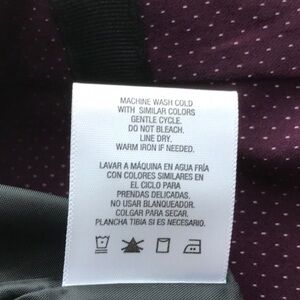 MACHINE WASH COLD
WITH SIMILAR COLORS
GENTLE CYCLE.
DO NOT BLEACH.
LINE DRY.
WARM IRON IF NEEDED.
LAVAR A MÁQUINA EN AGUA FRÍA
CON COLORES SIMILARES EN
EL CICLO PARA
PRENDAS DELICADAS.
NO USAR BLANQUEADOR.
COLGAR PARA SECAR.
PLANCHA TIBIA SI ES NECESARIO.